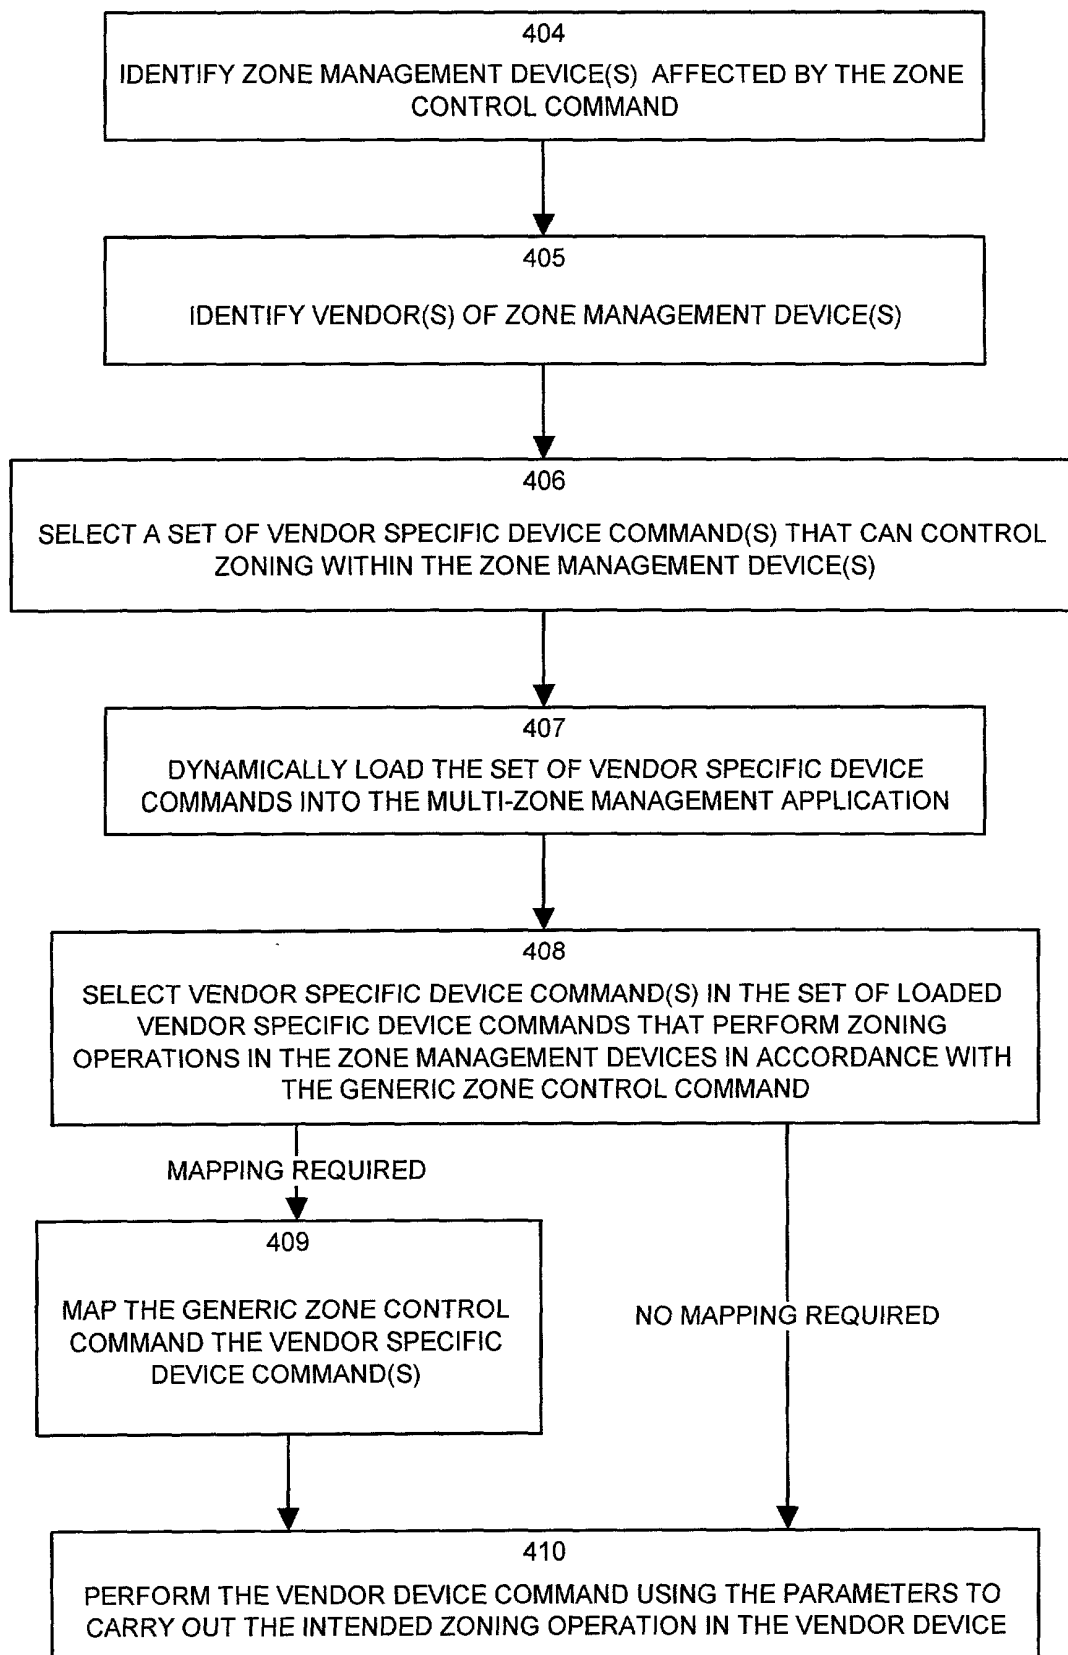 404
IDENTIFY ZONE MANAGEMENT DEVICE(S) AFFECTED BY THE ZONE
CONTROL COMMAND
405
IDENTIFY VENDOR(S) OF ZONE MANAGEMENT DEVICE(S)
406
SELECT A SET OF VENDOR SPECIFIC DEVICE COMMAND(S) THAT CAN CONTROL
ZONING WITHIN THE ZONE MANAGEMENT DEVICE(S)
407
DYNAMICALLY LOAD THE SET OF VENDOR SPECIFIC DEVICE
COMMANDS INTO THE MULTI-ZONE MANAGEMENT APPLICATION
408
SELECT VENDOR SPECIFIC DEVICE COMMAND(S) IN THE SET OF LOADED
VENDOR SPECIFIC DEVICE COMMANDS THAT PERFORM ZONING
OPERATIONS IN THE ZONE MANAGEMENT DEVICES IN ACCORDANCE WITH
THE GENERIC ZONE CONTROL COMMAND
MAPPING REQUIRED
409
MAP THE GENERIC ZONE CONTROL
COMMAND THE VENDOR SPECIFIC
DEVICE COMMAND(S)
NO MAPPING REQUIRED
410
PERFORM THE VENDOR DEVICE COMMAND USING THE PARAMETERS TO
CARRY OUT THE INTENDED ZONING OPERATION IN THE VENDOR DEVICE